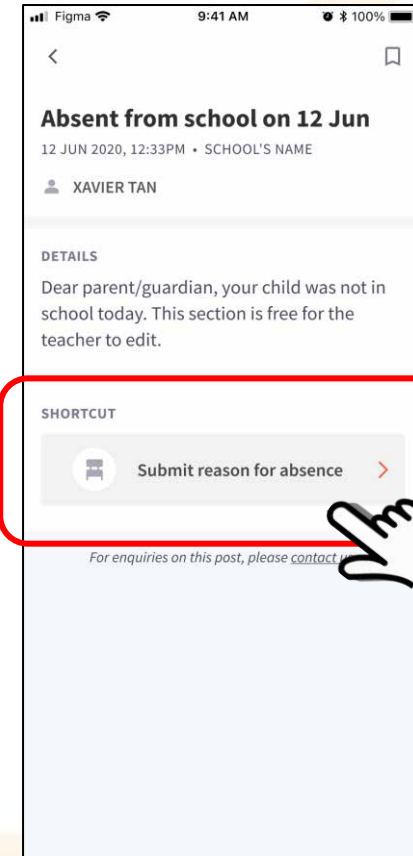 Figma 9:41 AM 100%
Absent from school on 12 Jun
12 JUN 2020, 12:33PM • SCHOOL'S NAME
XAVIER TAN
DETAILS
Dear parent/guardian, your child was not in
school today. This section is free for the
teacher to edit.
SHORTCUT
Submit reason for absence
For enquiries on this post, please contact